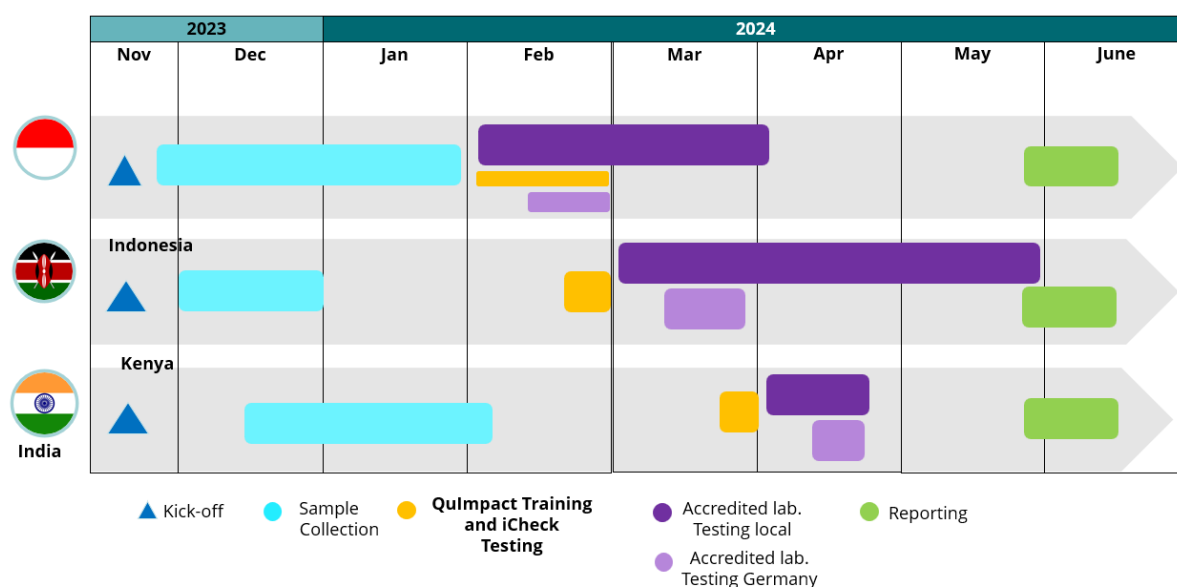 2023
2024
Nov
Dec
Jan
Feb
Mar
Apr
May
June
Indonesia
Kenya
India
Kick-off
Sample
Collection
QuImpact Training
and iCheck
Testing
Accredited lab.
Testing local
Accredited lab.
Testing Germany
Reporting